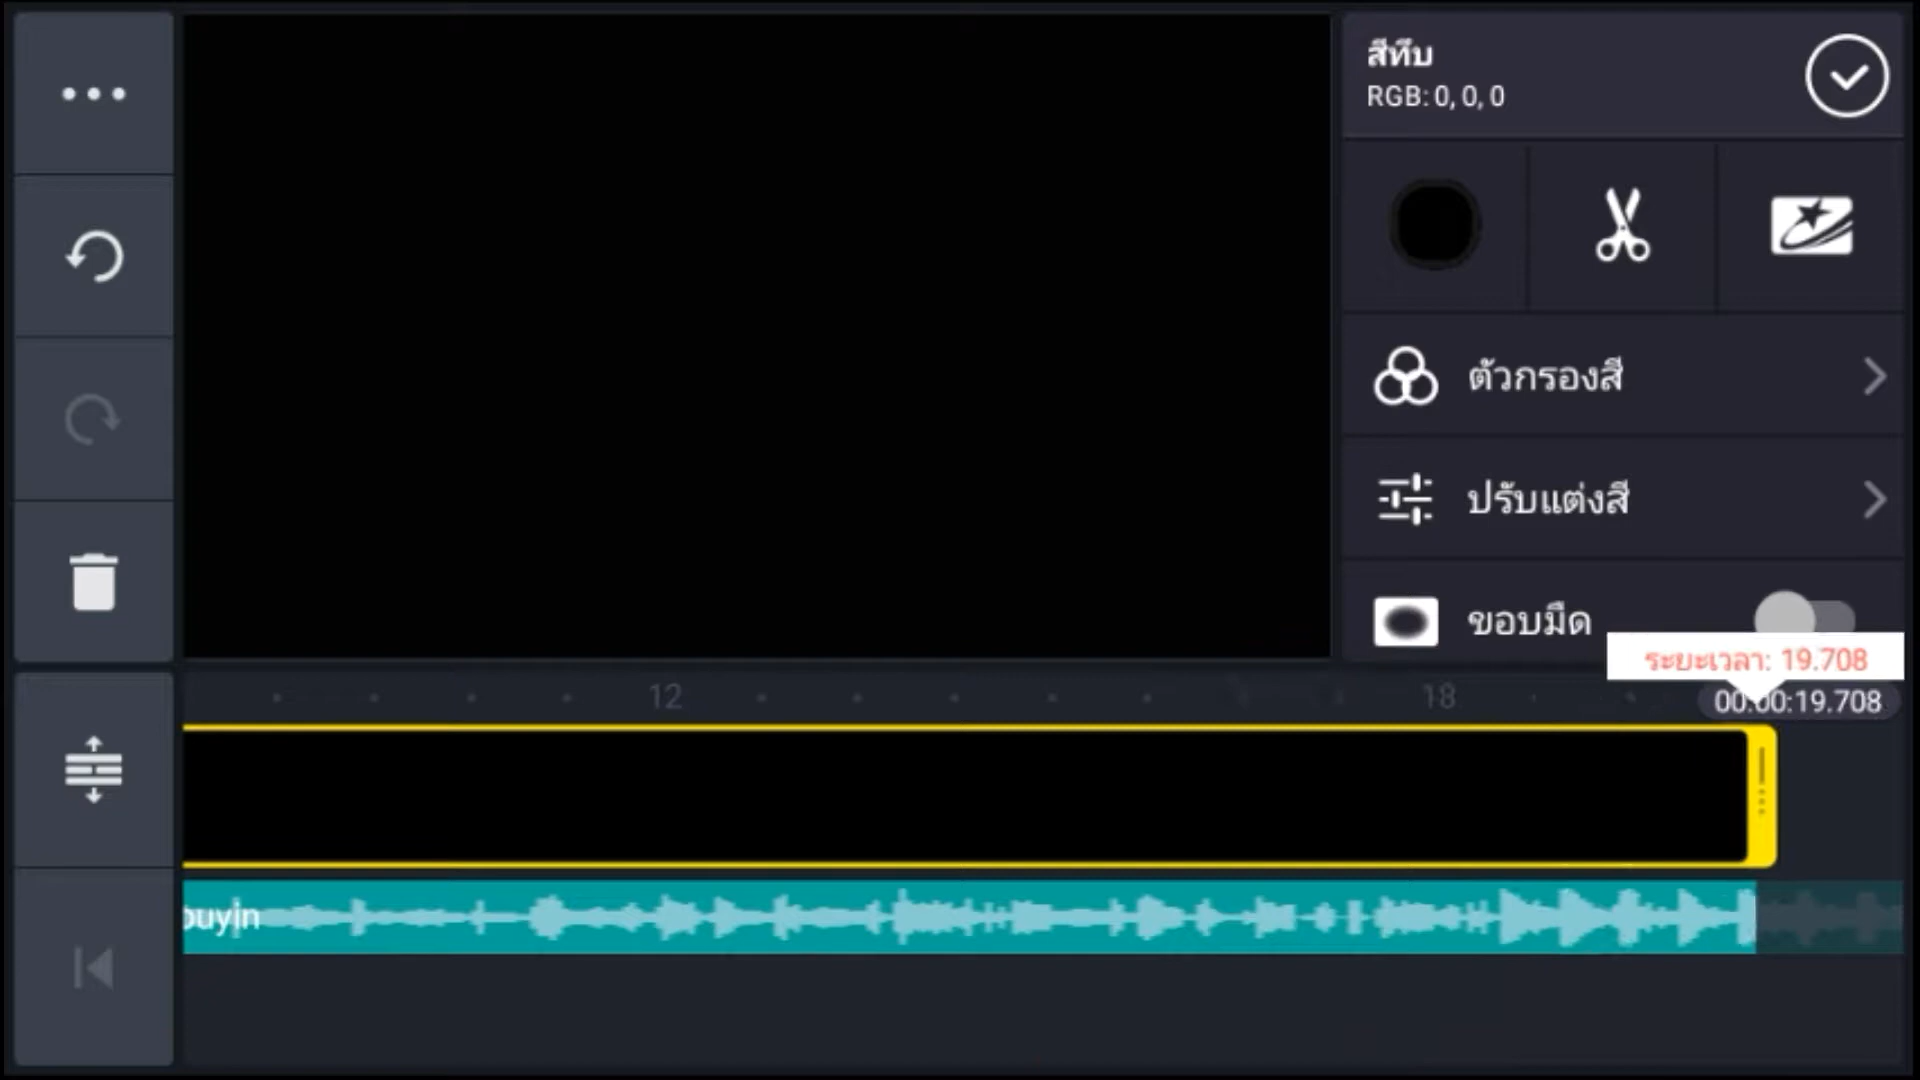 สีทึบ
RGB: 0, 0, 0
ตัวกรองสี
ปรับแต่งสี
ขอบมืด
ระยะเวลา: 19.708
12
18
00:00:19.708
ouyin